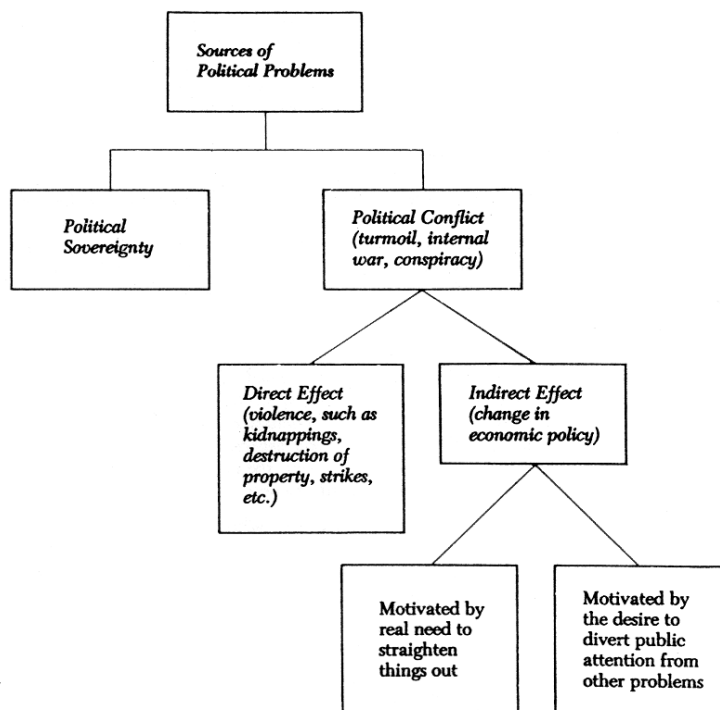 Sources of
Political Problems
Political
Sovereignty
Political Conflict
(turmoil, internal
war, conspiracy)
Direct Effect
(violence, such as
kidnappings,
destruction of
property, strikes,
etc.)
Indirect Effect
(change in
economic policy)
Motivated by
real need to
straighten
things out
Motivated by
the desire to
divert public
attention from
other problems